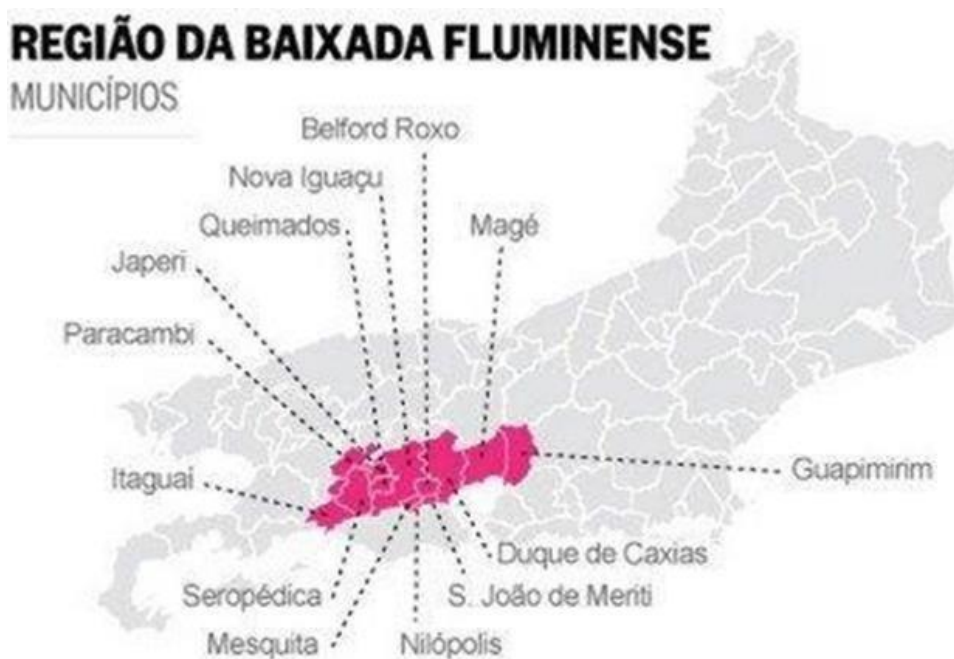 REGIÃO DA BAIXADA FLUMINENSE
MUNICÍPIOS
Belford Roxo
Nova Iguaçu
Queimados
Magé
Japeri
Paracambi
Itaguaí
Guapimirim
Duque de Caxias
Seropédica
S. João de Meriti
Mesquita
Nilópolis